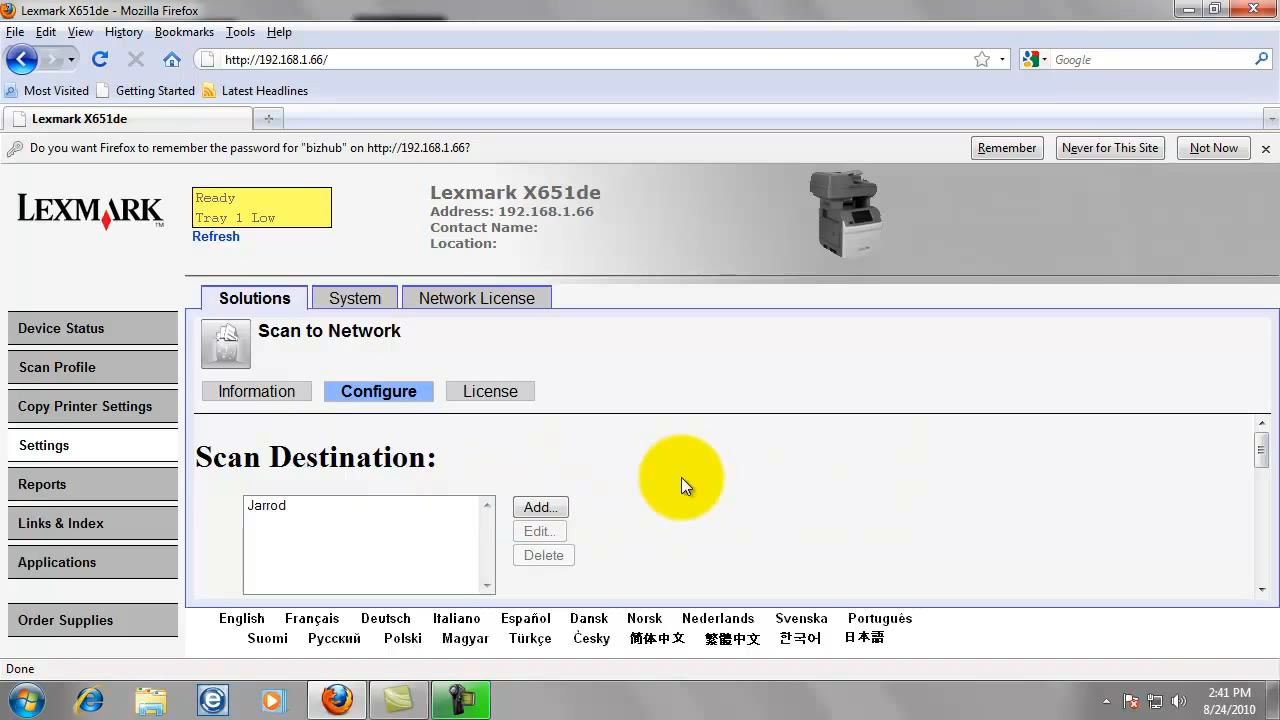 Lexmark X651de - Mozilla Firefox
File Edit View History Bookmarks Tools Help
http://192.168.1.66/
Google
Most Visited Getting Started Latest Headlines
Lexmark X651de
Do you want Firefox to remember the password for "bizhub" on http://192.168.1.66? Remember Never for This Site Not Now
LEXMARK™
Ready
Tray 1 Low
Refresh
Lexmark X651de
Address: 192.168.1.66
Contact Name:
Location:
Solutions System Network License
Device Status
Scan Profile
Copy Printer Settings
Settings
Reports
Links & Index
Applications
Order Supplies
Scan to Network
Information Configure License
Scan Destination:
Jarrod
Add...
Edit...
Delete
English Français Deutsch Italiano Español Dansk Norsk Nederlands Svenska Português
Suomi Русский Polski Magyar Türkçe Česky 简体中文 繁體中文 한국어 日本語
Done
2:41 PM
8/24/2010